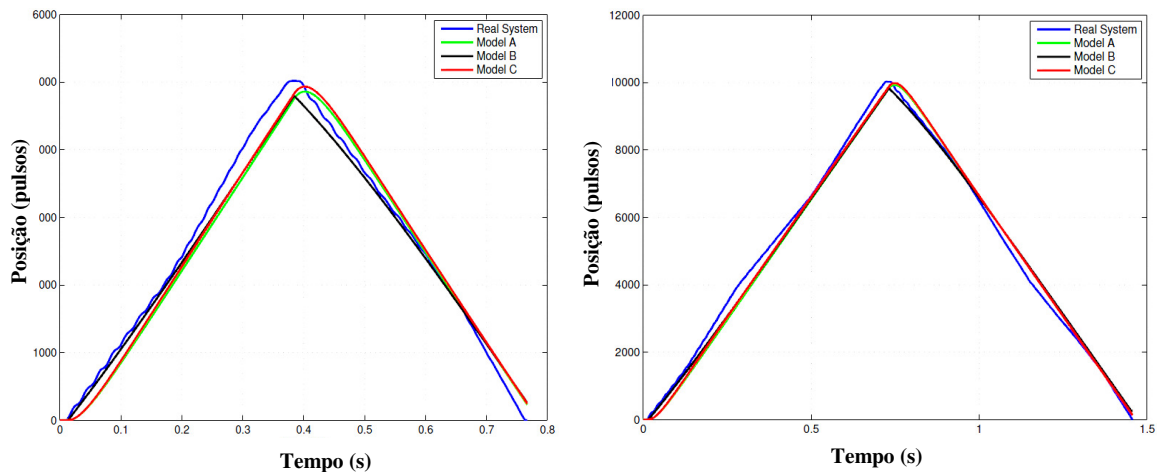 6000
000
000
000
000
1000
0
0
0.1
0.2
0.3
0.4
0.5
0.6
0.7
0.8
Posição (pulsos)
Tempo (s)
Real System
Model A
Model B
Model C
12000
10000
8000
6000
4000
2000
0
0
0.5
1
1.5
Posição (pulsos)
Tempo (s)
Real System
Model A
Model B
Model C